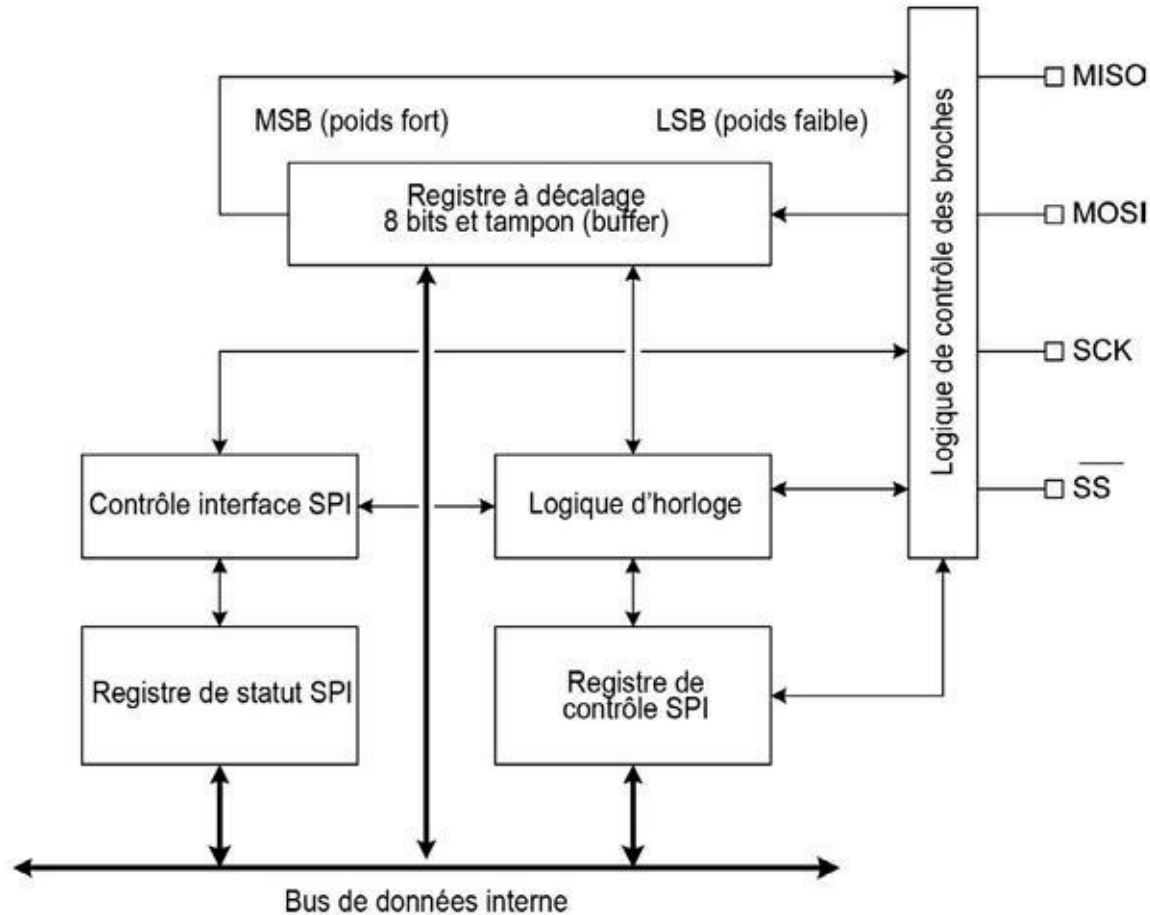 MISO
MSB (poids fort)
LSB (poids faible)
Registre à décalage
8 bits et tampon (buffer)
MOSI
Logique de contrôle des broches
SCK
Contrôle interface SPI
Logique d'horloge
SS
Registre de statut SPI
Registre de
contrôle SPI
Bus de données interne